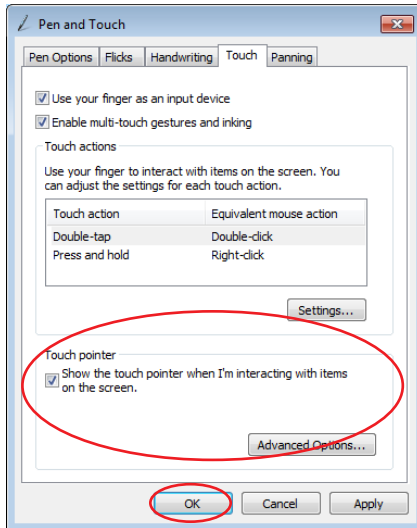 Pen and Touch
Pen Options Flicks Handwriting Touch Panning
Use your finger as an input device
Enable multi-touch gestures and inking
Touch actions
Use your finger to interact with items on the screen. You
can adjust the settings for each touch action.
Touch action Equivalent mouse action
Double-tap Double-click
Press and hold Right-click
Settings...
Touch pointer
Show the touch pointer when I'm interacting with items
on the screen.
Advanced Options...
OK Cancel Apply